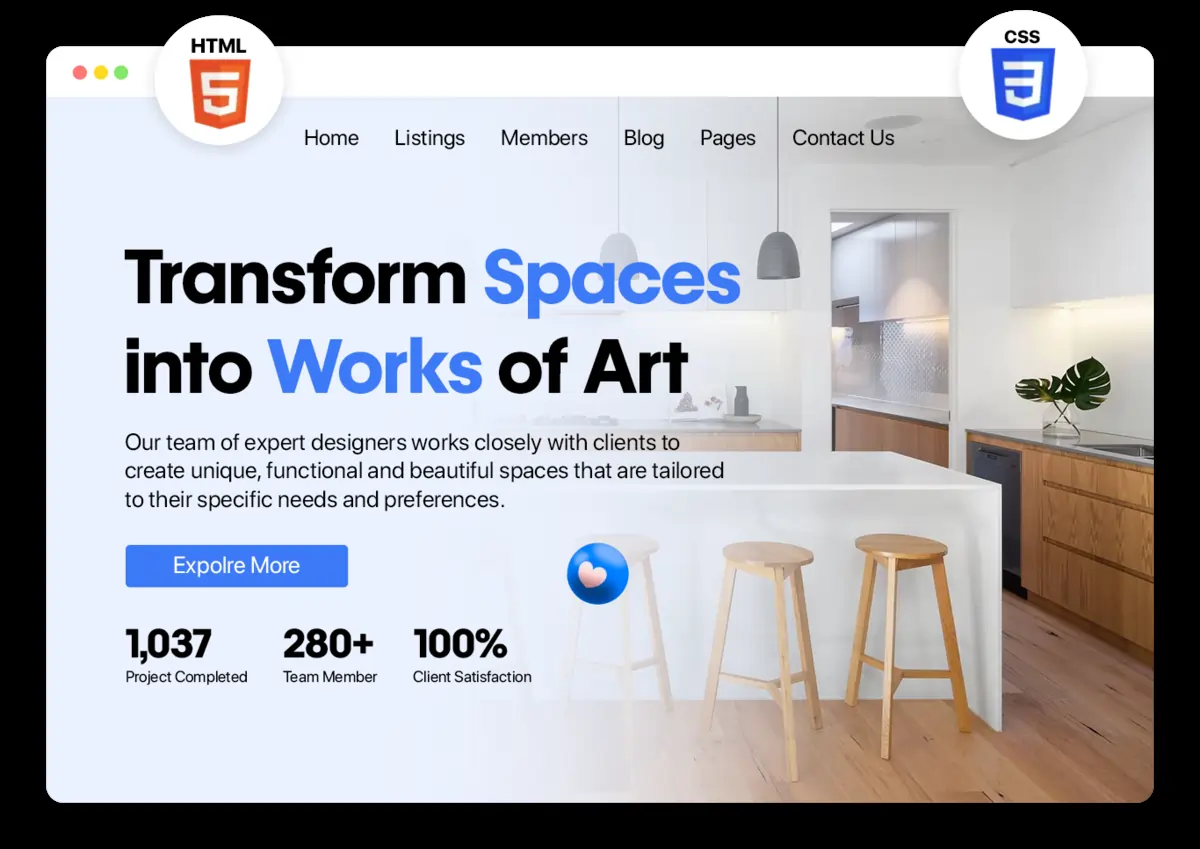 HTML
5
CSS
3
Home Listings Members Blog Pages Contact Us
Transform Spaces
into Works of Art
Our team of expert designers works closely with clients to
create unique, functional and beautiful spaces that are tailored
to their specific needs and preferences.
Expolre More
1,037 280+ 100%
Project Completed Team Member Client Satisfaction